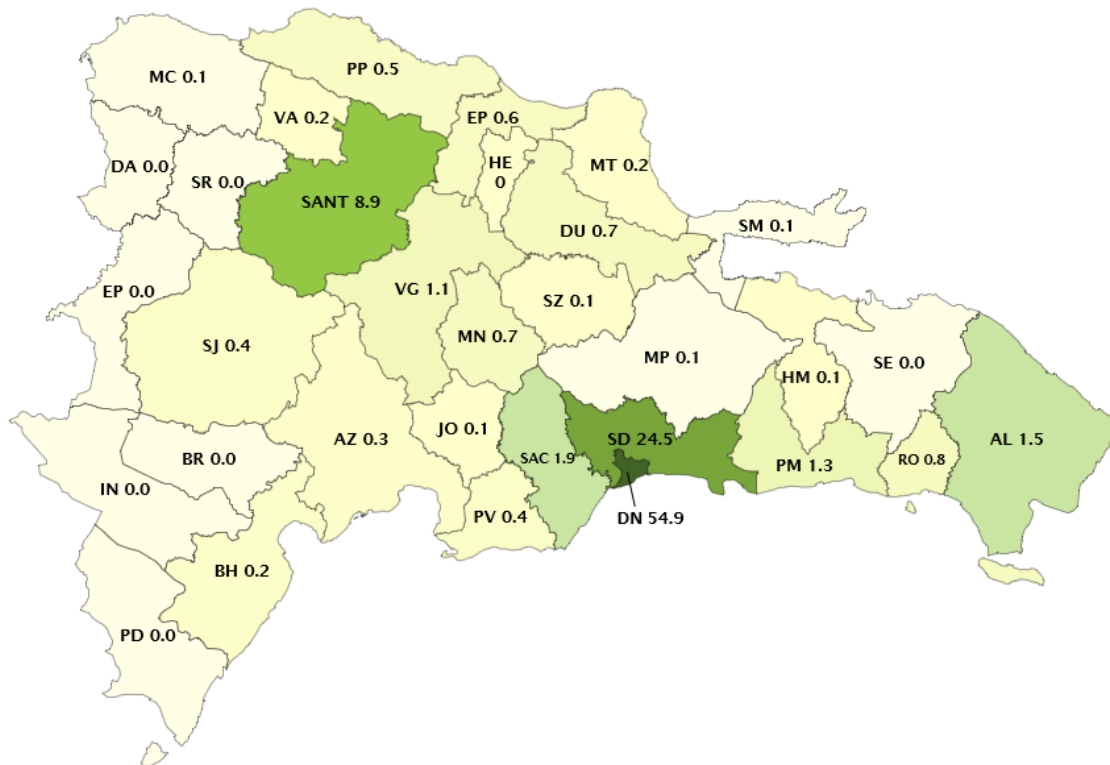 PP 0.5
MC 0.1
VA 0.2
EP 0.6
HE
0
MT 0.2
DA 0.0
SR 0.0
SANT 8.9
SM 0.1
DU 0.7
EP 0.0
VG 1.1
SZ 0.1
SJ 0.4
MN 0.7
MP 0.1
SE 0.0
HM 0.1
AZ 0.3
JO 0.1
SD 24.5
AL 1.5
BR 0.0
SAC 1.9
PM 1.3
RO 0.8
IN 0.0
PV 0.4
DN 54.9
BH 0.2
PD 0.0